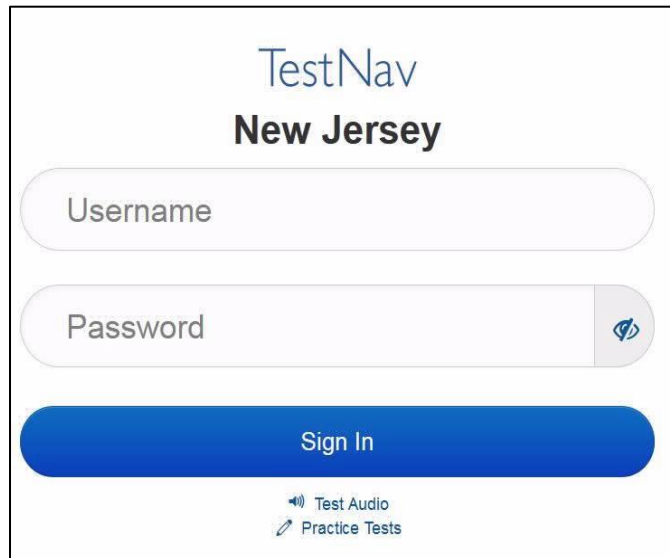 TestNav
New Jersey
Username
Password
Sign In
Test Audio
Practice Tests